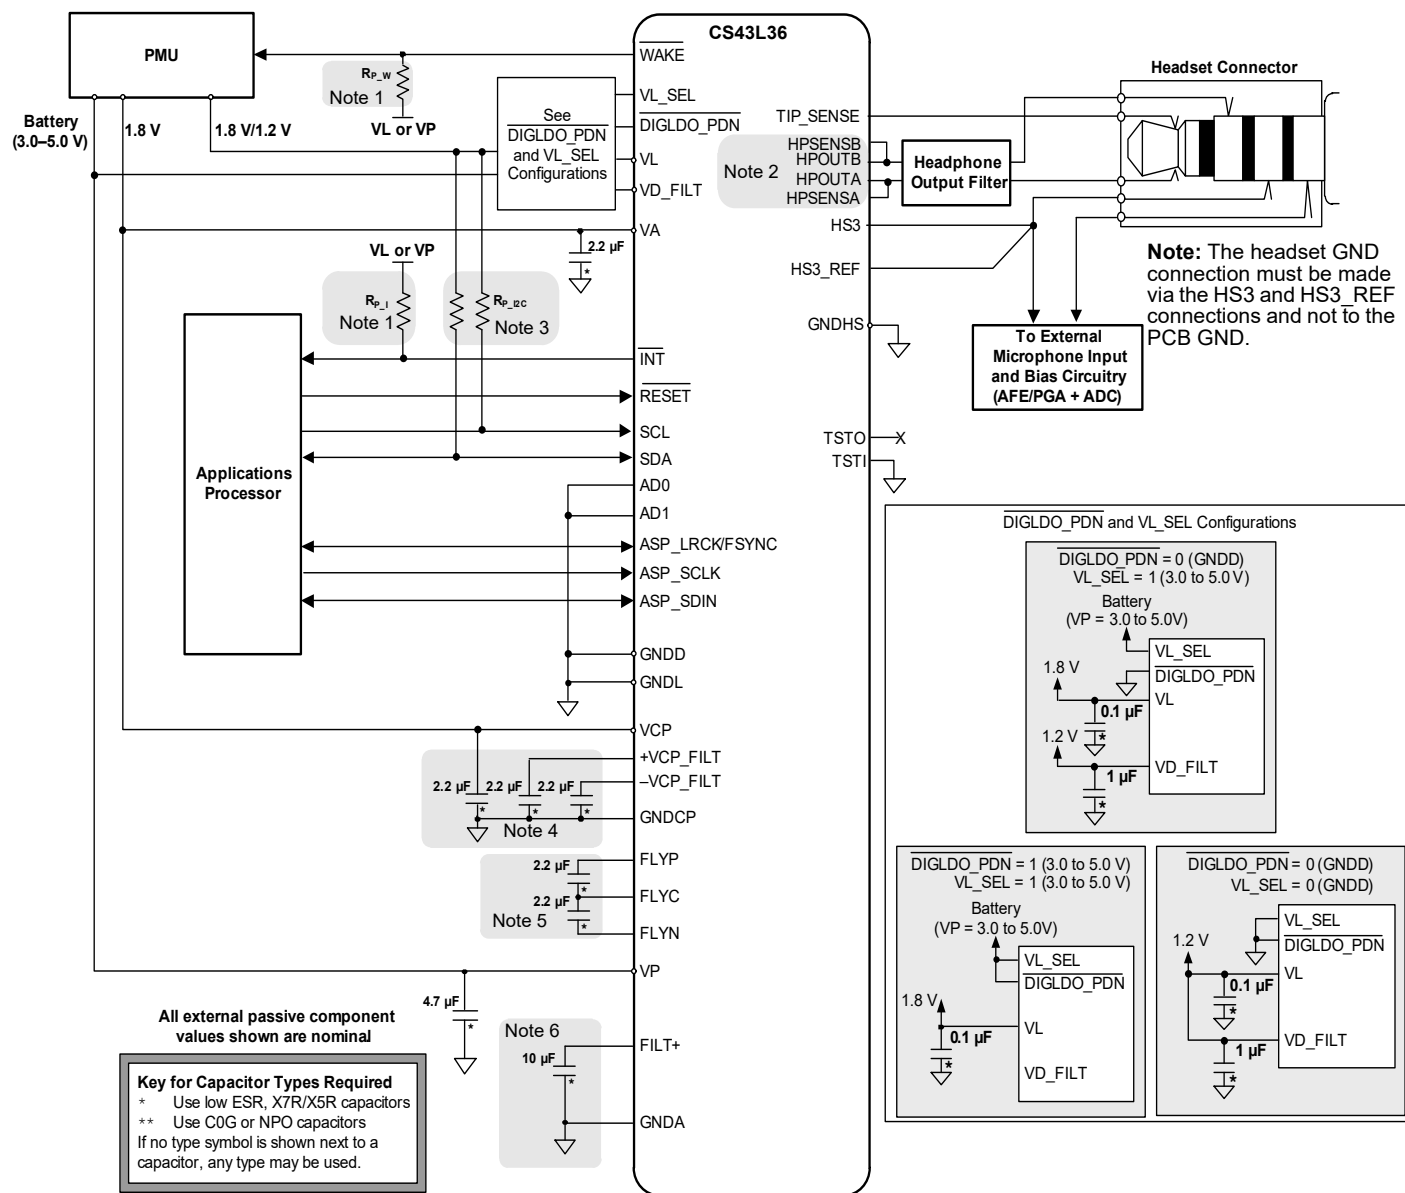 CS43L36
PMU
WAKE
RP_W
Note 1
VL or VP
Battery
(3.0–5.0 V)
1.8 V
1.8 V/1.2 V
See
DIGLDO_PDN
and VL_SEL
Configurations
VL_SEL
DIGLDO_PDN
VL
VD_FILT
VA
2.2 µF
*
VL or VP
RP_I
Note 1
RP_I2C
Note 3
INT
RESET
SCL
SDA
AD0
AD1
ASP_LRCK/FSYNC
ASP_SCLK
ASP_SDIN
Applications
Processor
GNDD
GNDL
VCP
+VCP_FILT
–VCP_FILT
2.2 µF
2.2 µF
2.2 µF
*
*
*
GNDCP
Note 4
FLYP
2.2 µF
*
FLYC
2.2 µF
*
Note 5
FLYN
VP
4.7 µF
*
Note 6
FILT+
10 µF
*
GNDA
TIP_SENSE
HPSENSB
HPOUTB
HPOUTA
HPSENSA
Note 2
Headphone
Output Filter
HS3
HS3_REF
GNDHS
TSTO
X
TSTI
Headset Connector
Note: The headset GND
connection must be made
via the HS3 and HS3_REF
connections and not to the
PCB GND.
To External
Microphone Input
and Bias Circuitry
(AFE/PGA + ADC)
DIGLDO_PDN and VL_SEL Configurations
DIGLDO_PDN = 0 (GNDD)
VL_SEL = 1 (3.0 to 5.0 V)
Battery
(VP = 3.0 to 5.0V)
VL_SEL
DIGLDO_PDN
1.8 V
VL
0.1 µF
*
1.2 V
VD_FILT
1 µF
*
DIGLDO_PDN = 1 (3.0 to 5.0 V)
VL_SEL = 1 (3.0 to 5.0 V)
Battery
(VP = 3.0 to 5.0V)
VL_SEL
DIGLDO_PDN
1.8 V
VL
0.1 µF
*
VD_FILT
DIGLDO_PDN = 0 (GNDD)
VL_SEL = 0 (GNDD)
VL_SEL
DIGLDO_PDN
1.2 V
VL
0.1 µF
*
VD_FILT
1 µF
*
All external passive component
values shown are nominal
Key for Capacitor Types Required
* Use low ESR, X7R/X5R capacitors
** Use C0G or NPO capacitors
If no type symbol is shown next to a
capacitor, any type may be used.